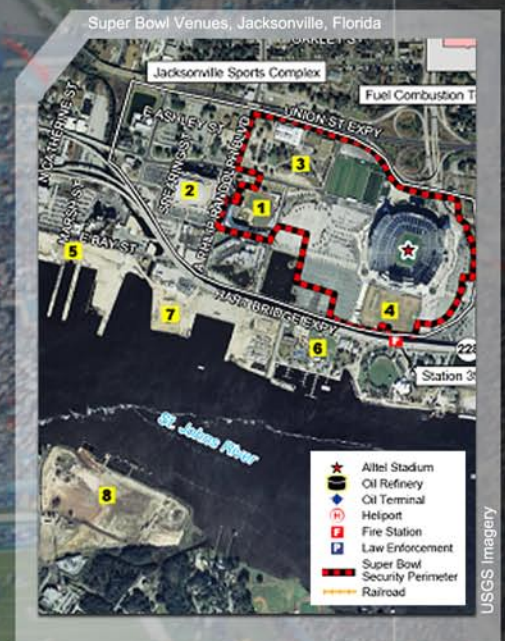 Super Bowl Venues, Jacksonville, Florida
OAKLEY S
Jacksonville Sports Complex
Fuel Combustion T
N CATHERINE ST
E ASHLEY ST
UNION ST EXPY
A PHILIP RANDOLPH BLVD
3
2
1
MARSH ST
E BAY ST
5
HART BRIDGE EXPY
4
7
6
228
Station 3
St. Johns River
8
Alltel Stadium
Oil Refinery
Oil Terminal
H Heliport
F Fire Station
P Law Enforcement
Super Bowl
Security Perimeter
Railroad
USGS Imagery